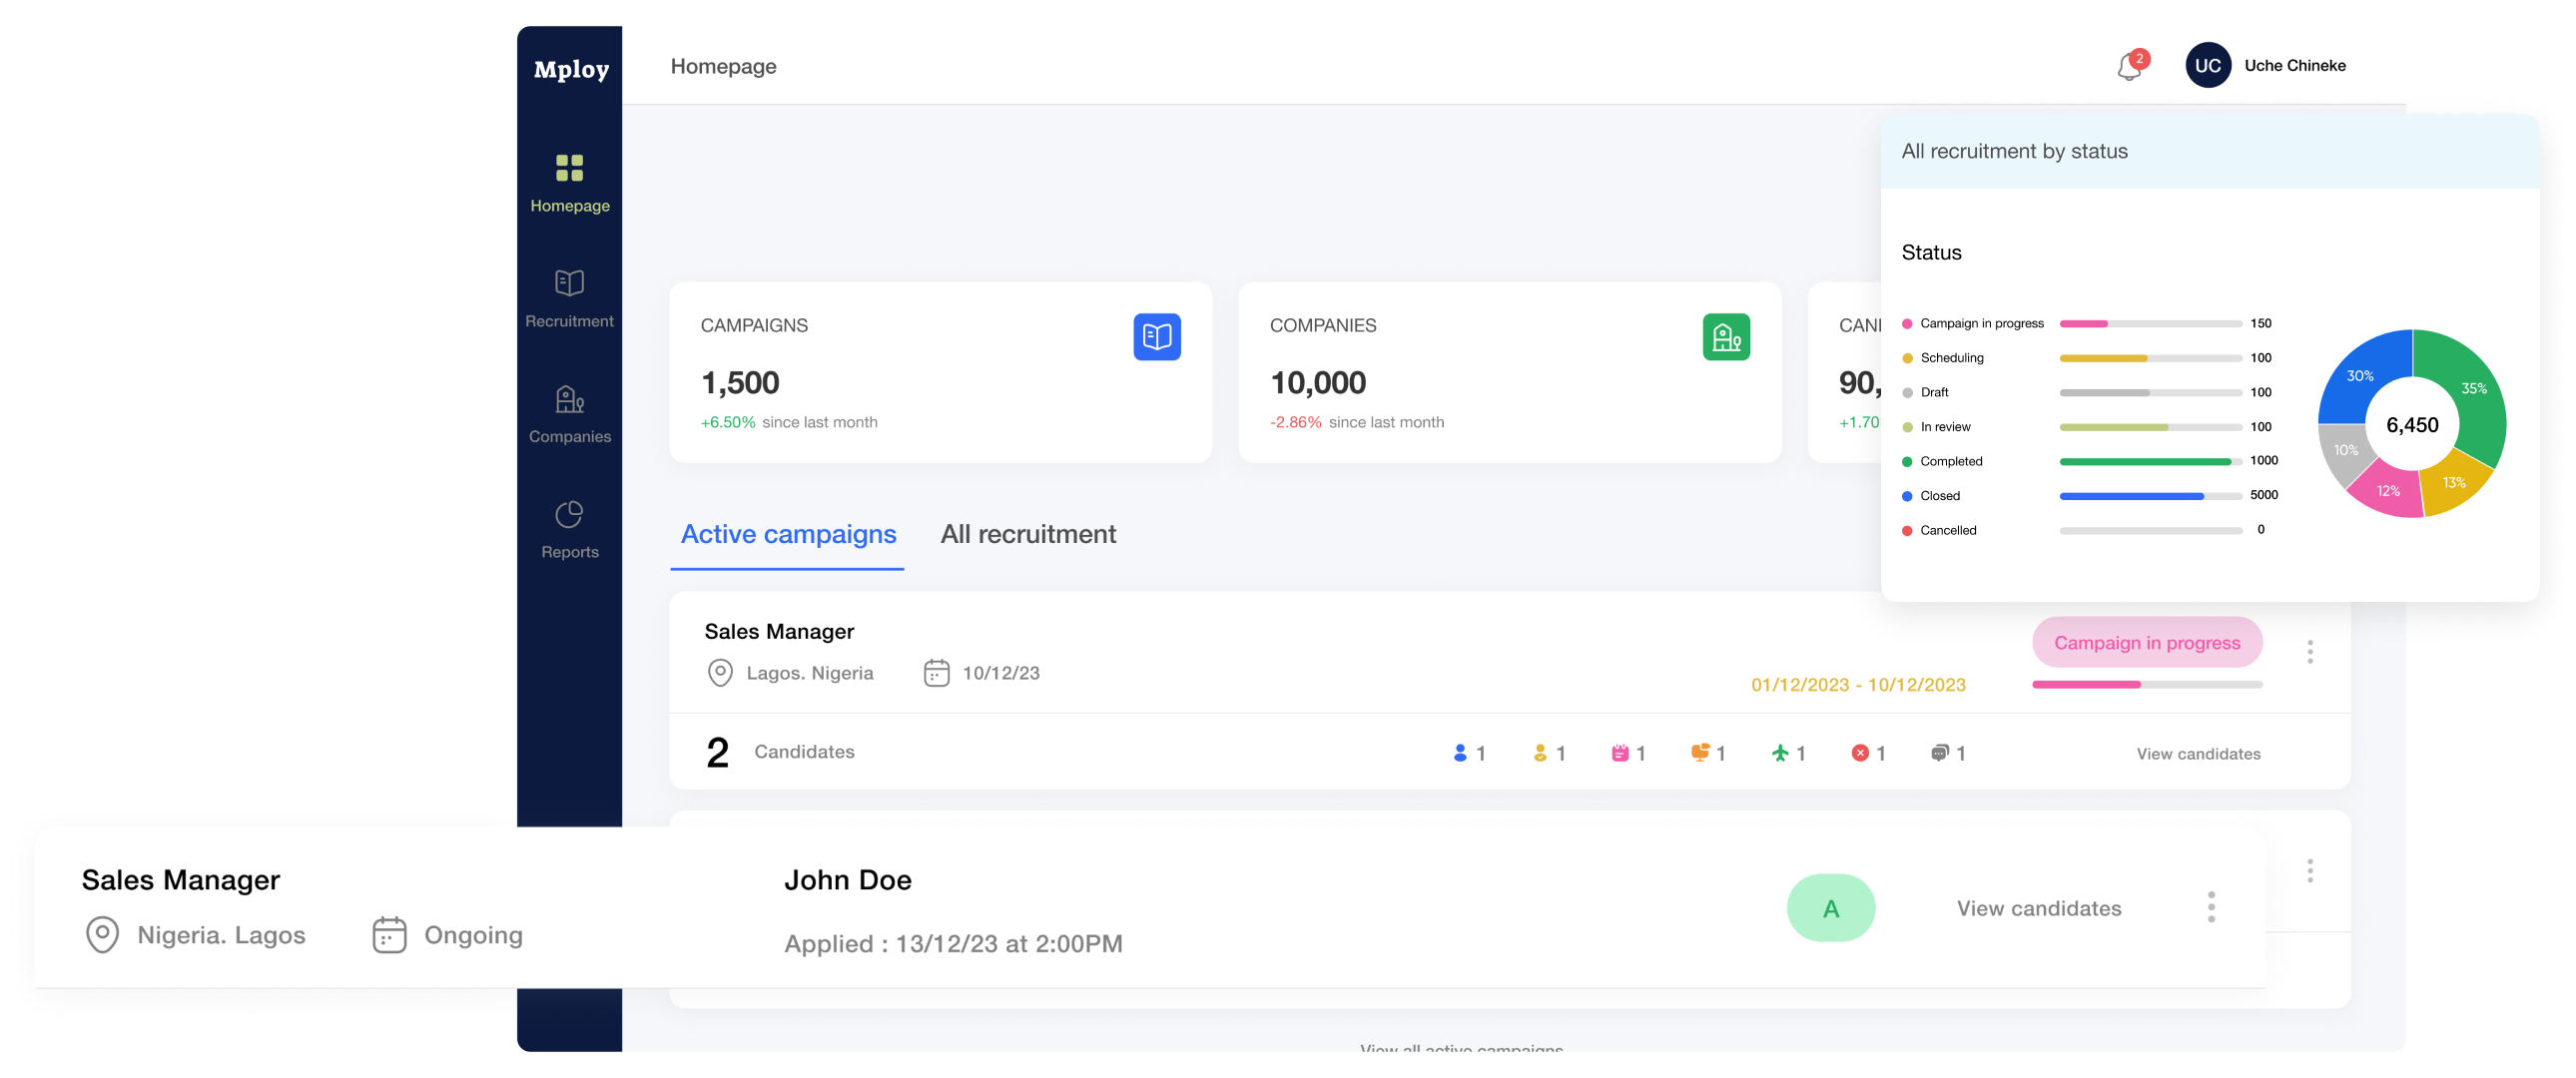 Mploy
Homepage
2
UC
Uche Chineke
Homepage
Recruitment
Companies
Reports
CAMPAIGNS
1,500
+6.50% since last month
COMPANIES
10,000
-2.86% since last month
90,
+1.70
All recruitment by status
Status
Campaign in progress 150
Scheduling 100
Draft 100
In review 100
Completed 1000
Closed 5000
Cancelled 0
30%
35%
6,450
10%
12%
13%
Active campaigns
All recruitment
Sales Manager
Lagos. Nigeria
10/12/23
01/12/2023 - 10/12/2023
Campaign in progress
2 Candidates
1 1 1 1 1 1 1
View candidates
Sales Manager
Nigeria. Lagos
Ongoing
John Doe
Applied : 13/12/23 at 2:00PM
A
View candidates
View all active campaigns